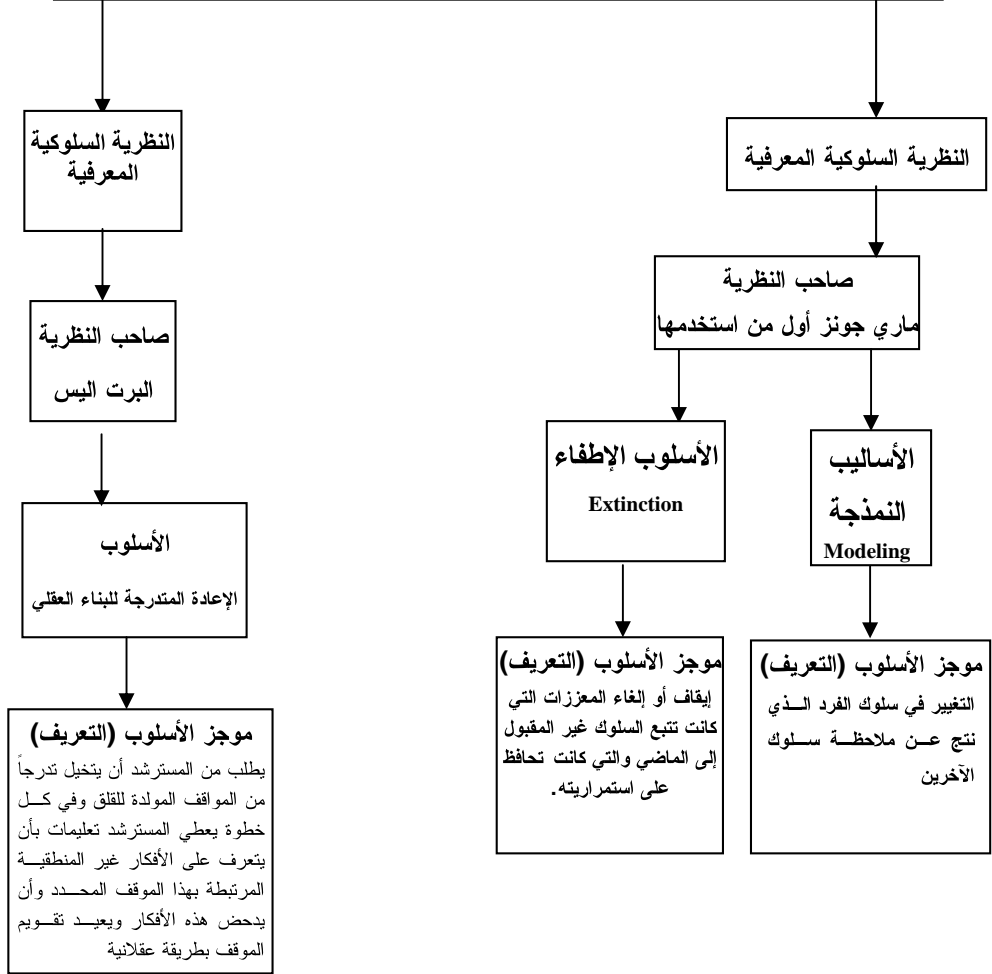 النظرية السلوكية المعرفية
صاحب النظرية
ماري جونز أول من استخدمها
الأساليب
النمذجة
Modeling
موجز الأسلوب (التعريف)
التغيير في سلوك الفرد الذي
نتج عن ملاحظة سلوك
الآخرين
الأسلوب الإطفاء
Extinction
موجز الأسلوب (التعريف)
إيقاف أو إلغاء المعززات التي
كانت تتبع السلوك غير المقبول
إلى الماضي والتي كانت تحافظ
على استمراريته.
النظرية السلوكية
المعرفية
صاحب النظرية
البرت اليس
الأسلوب
الإعادة المتدرجة للبناء العقلي
موجز الأسلوب (التعريف)
يطلب من المسترشد أن يتخيل تدرجاً
من المواقف المولدة للقلق وفي كل
خطوة يعطي المسترشد تعليمات بأن
يتعرف على الأفكار غير المنطقية
المرتبطة بهذا الموقف المحدد وأن
يدحض هذه الأفكار ويعيد تقويم
الموقف بطريقة عقلانية